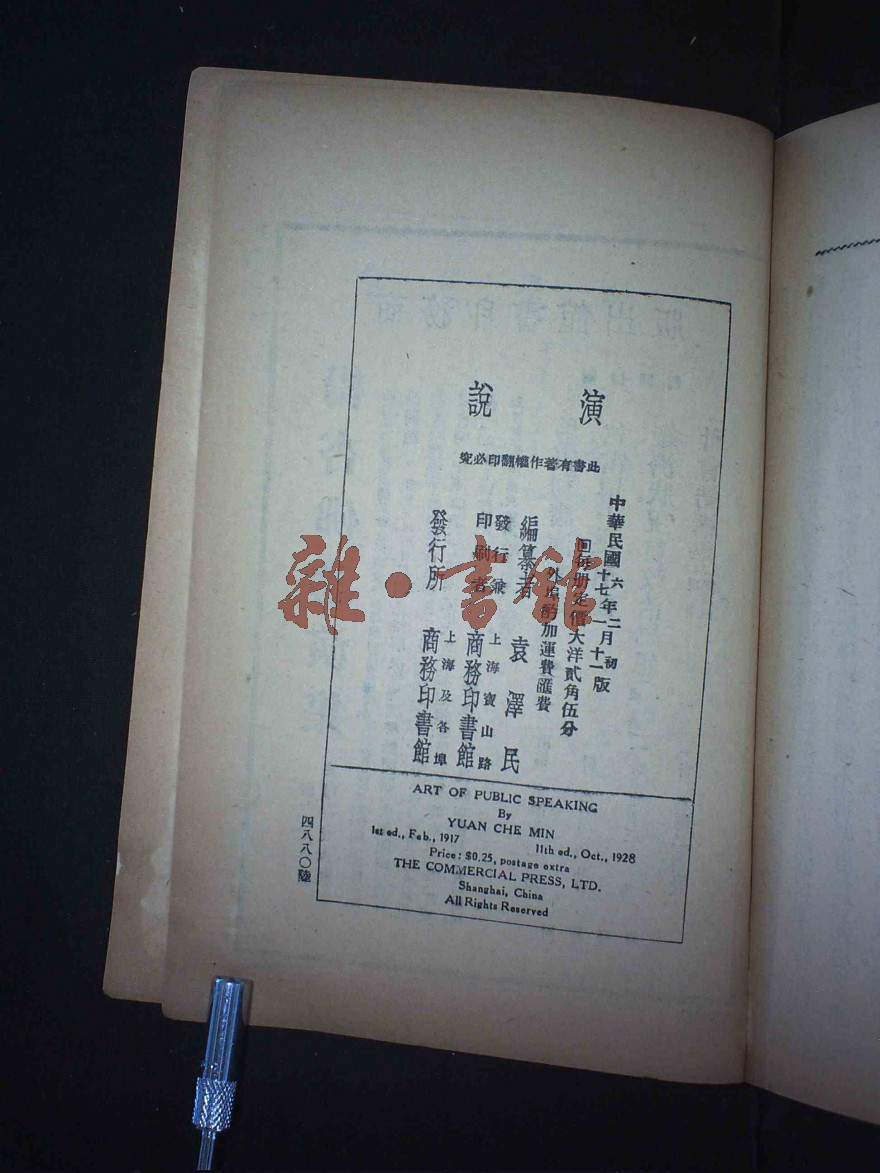 演說
此書有著作權翻印必究
中華民國六年二月初版
十七年一月十一版
回每冊定價大洋貳角伍分
外埠酌加運費匯費
編纂者 袁澤民
發行兼
印刷者 上海寶山路
商務印書館
發行所 上海及各埠
商務印書館
ART OF PUBLIC SPEAKING
By
YUAN CHE MIN
1st ed., Feb., 1917 11th ed., Oct., 1928
Price: $0.25, postage extra
THE COMMERCIAL PRESS, LTD.
Shanghai, China
All Rights Reserved
四八八〇陸
雜·書館